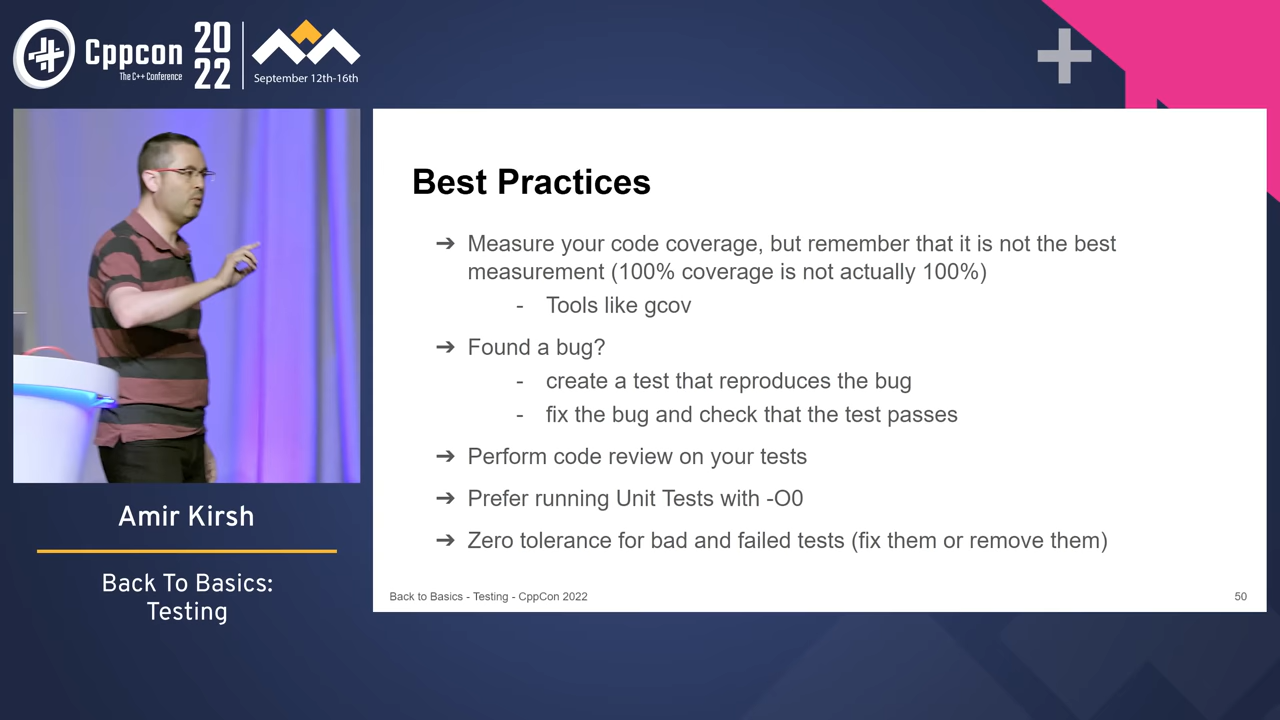 Cppcon
The C++ Conference
20
22
September 12th-16th
Best Practices
➔ Measure your code coverage, but remember that it is not the best
measurement (100% coverage is not actually 100%)
- Tools like gcov
➔ Found a bug?
- create a test that reproduces the bug
- fix the bug and check that the test passes
➔ Perform code review on your tests
➔ Prefer running Unit Tests with -O0
➔ Zero tolerance for bad and failed tests (fix them or remove them)
Back to Basics - Testing - CppCon 2022
50
Amir Kirsh
Back To Basics:
Testing